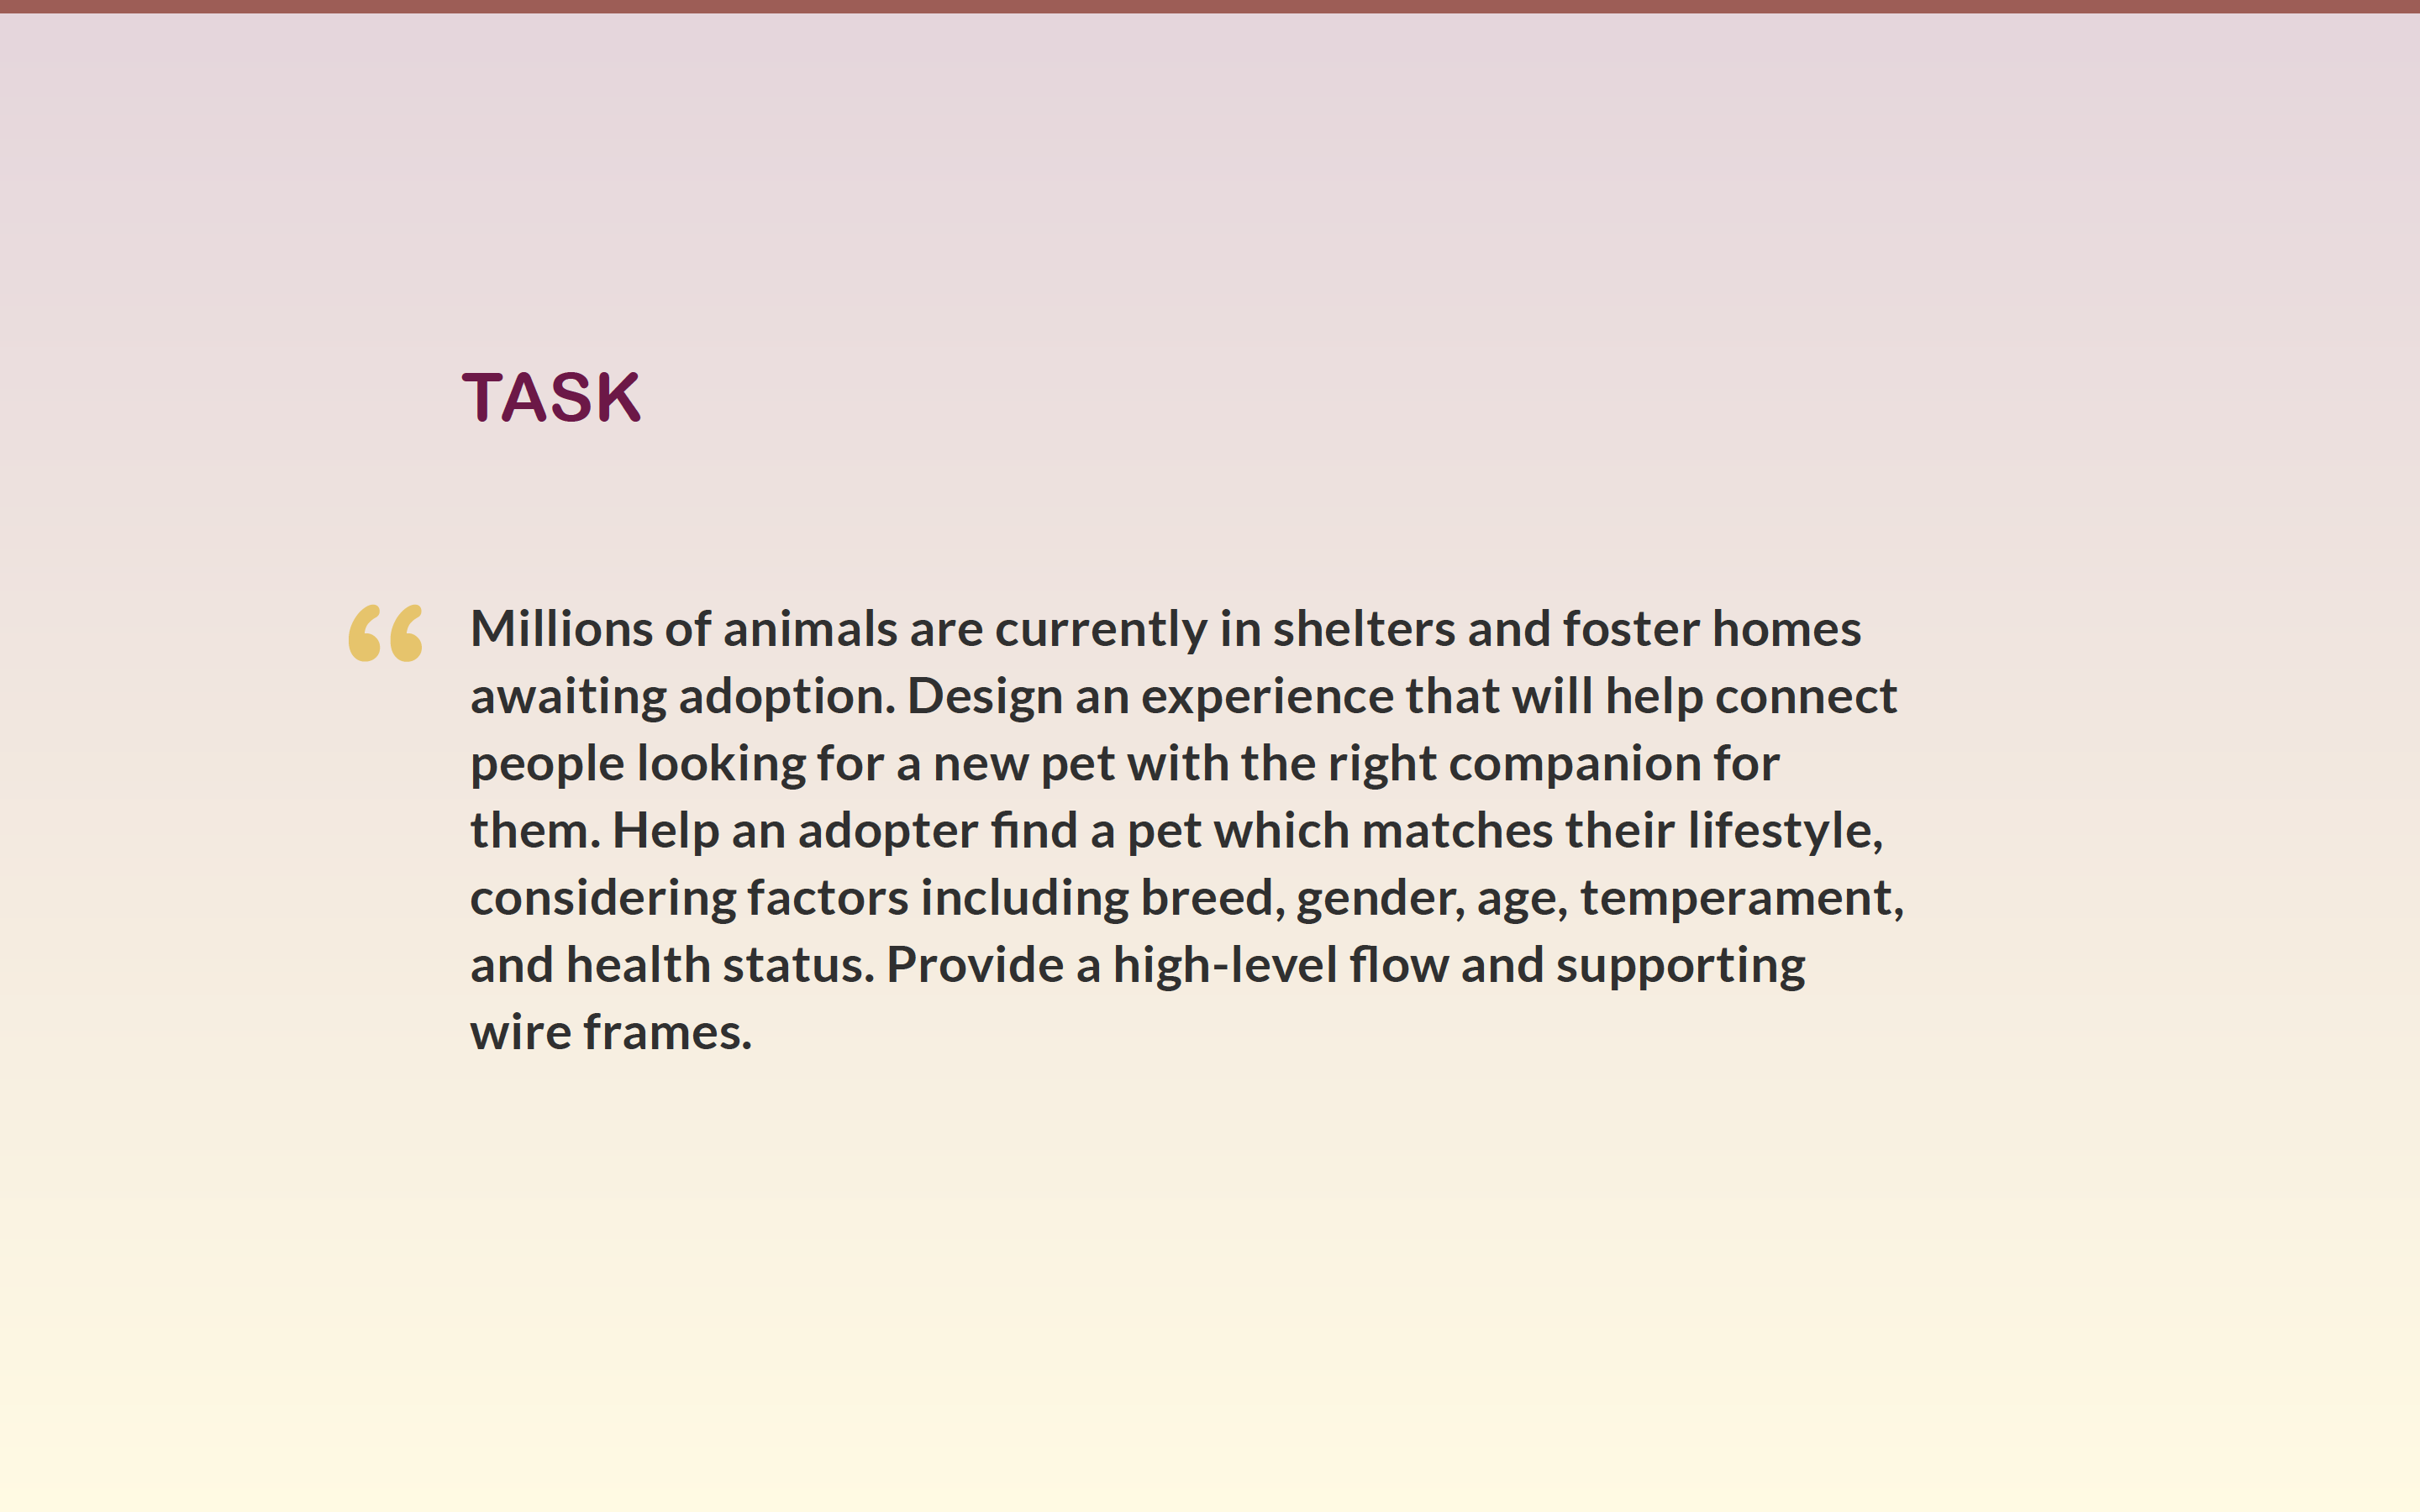 TASK
“ Millions of animals are currently in shelters and foster homes
awaiting adoption. Design an experience that will help connect
people looking for a new pet with the right companion for
them. Help an adopter find a pet which matches their lifestyle,
considering factors including breed, gender, age, temperament,
and health status. Provide a high-level flow and supporting
wire frames.